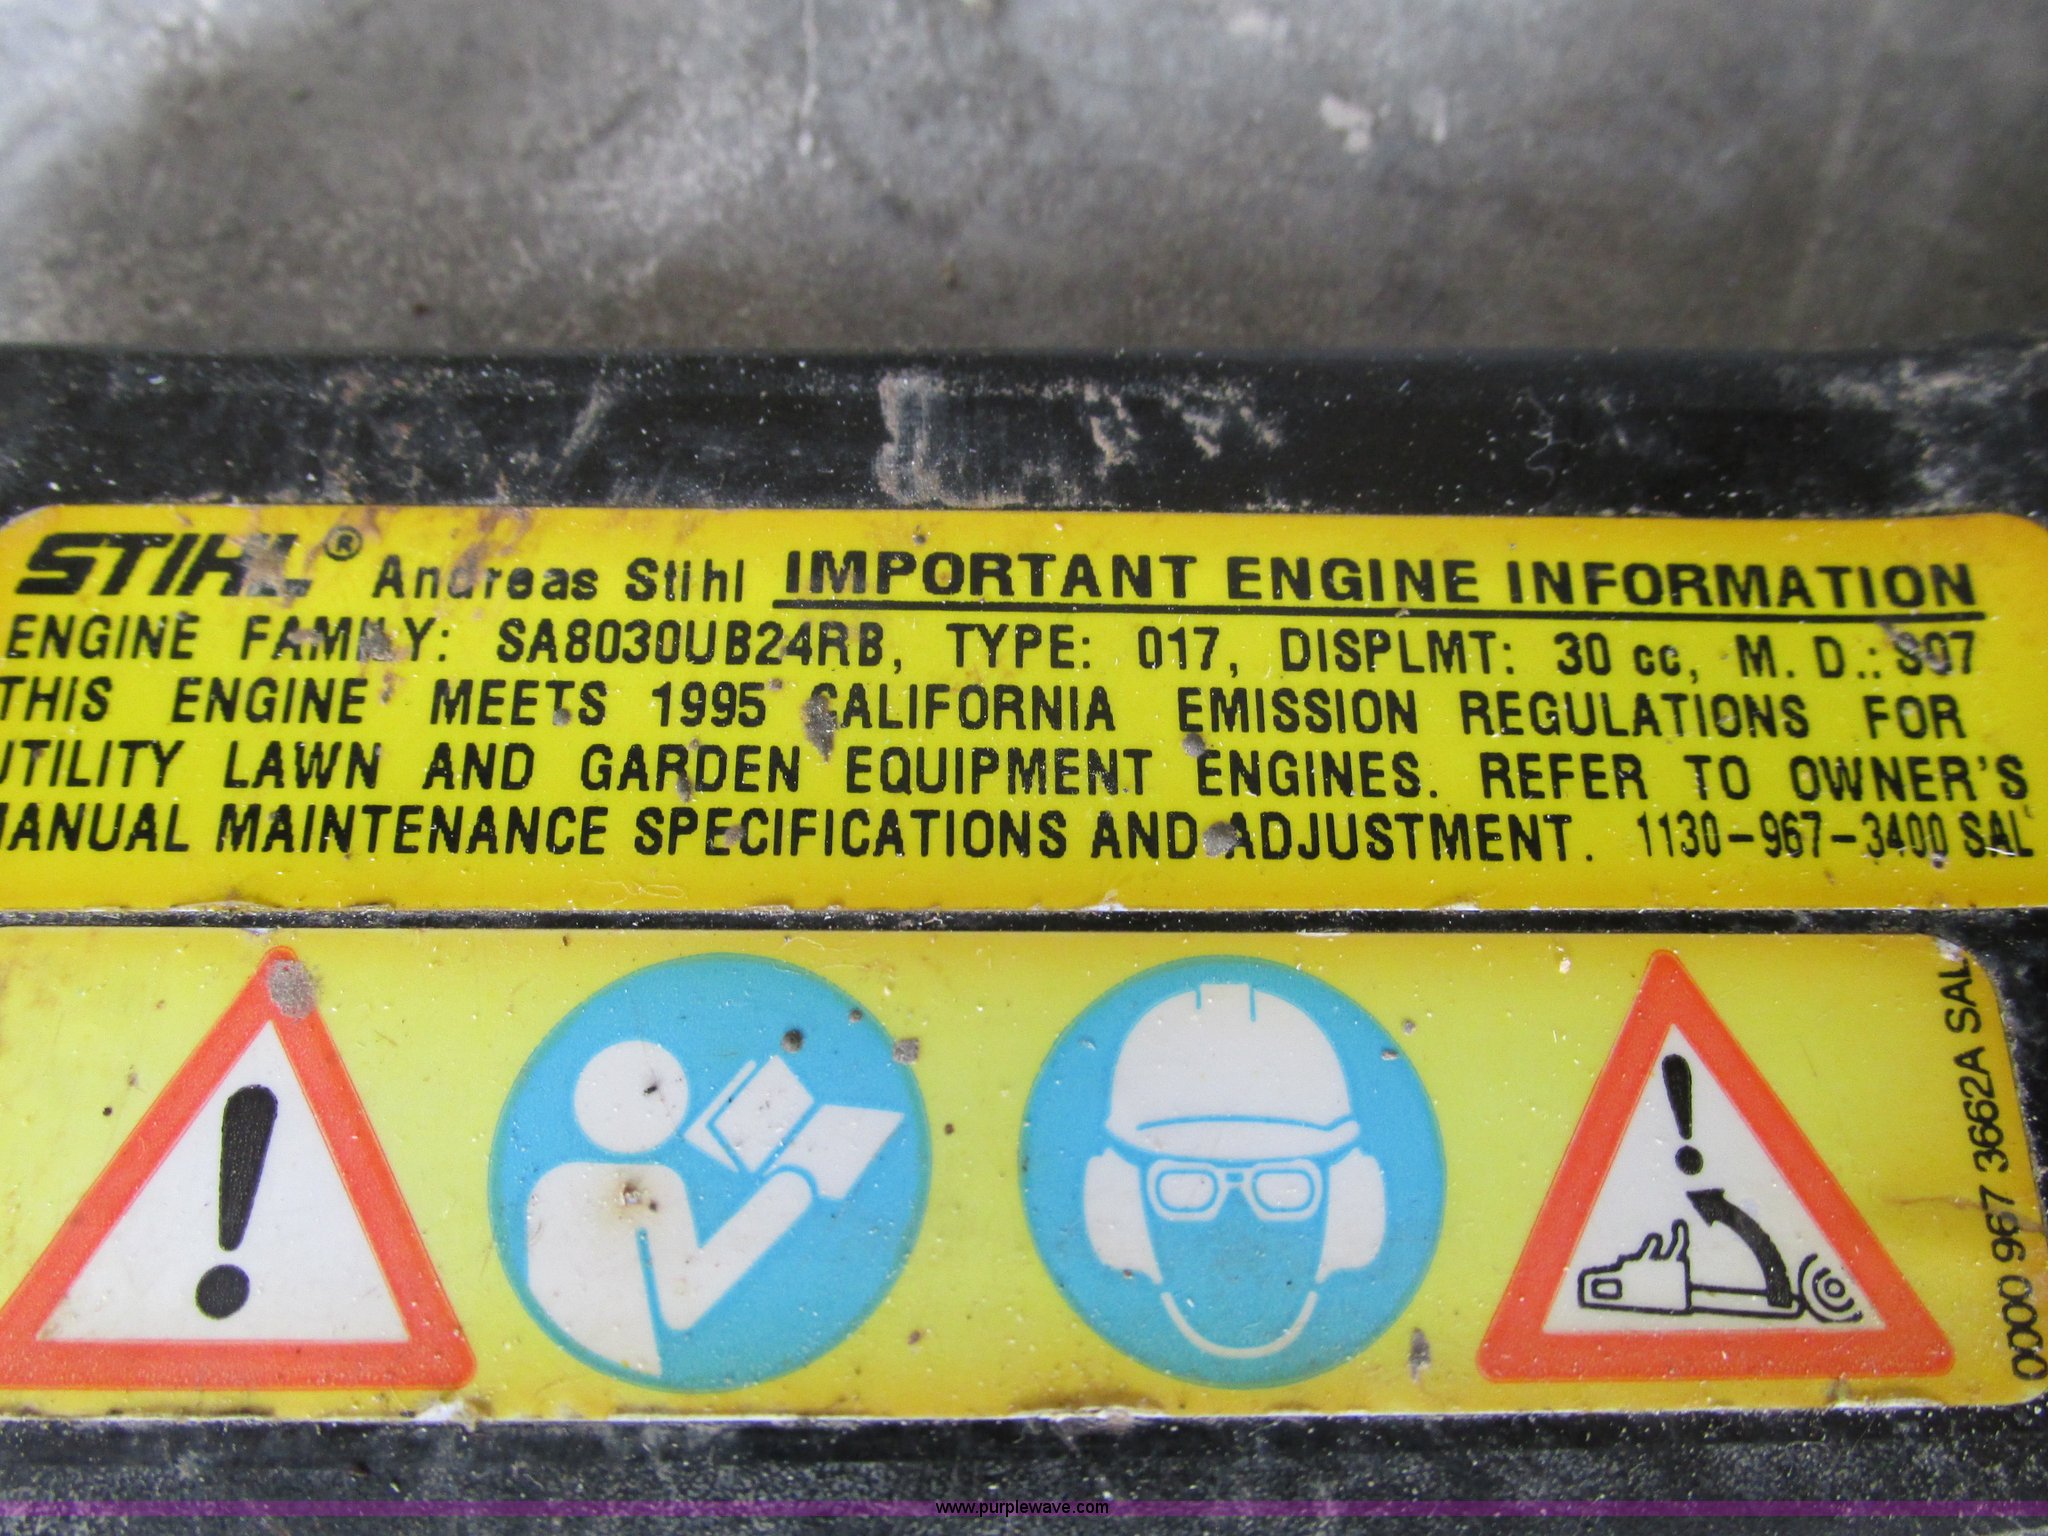 STIHL® Andreas Stihl IMPORTANT ENGINE INFORMATION
ENGINE FAMILY: SA8030UB24RB, TYPE: 017, DISPLMT: 30 cc, M. D.: S07
THIS ENGINE MEETS 1995 CALIFORNIA EMISSION REGULATIONS FOR
UTILITY LAWN AND GARDEN EQUIPMENT ENGINES. REFER TO OWNER'S
MANUAL MAINTENANCE SPECIFICATIONS AND ADJUSTMENT. 1130-967-3400 SAL
0000 967 3662A SAL
www.purplewave.com